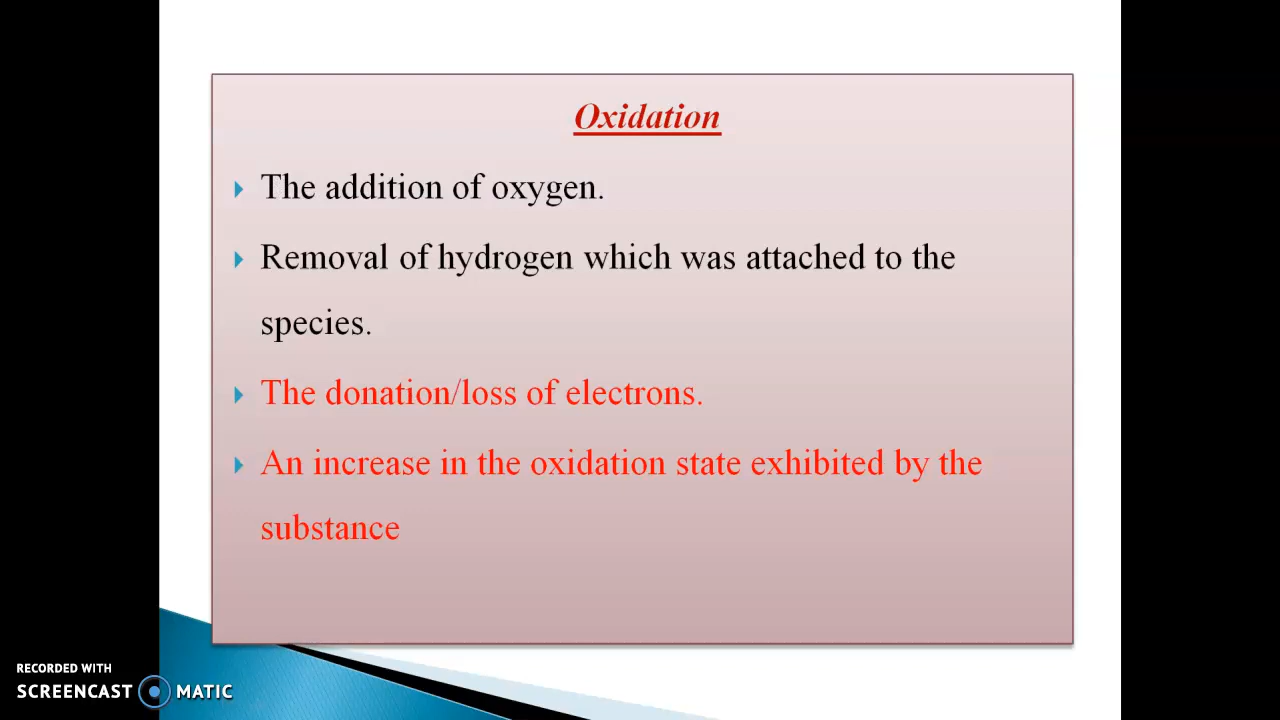 Oxidation
The addition of oxygen.
Removal of hydrogen which was attached to the
species.
The donation/loss of electrons.
An increase in the oxidation state exhibited by the
substance
RECORDED WITH
SCREENCAST MATIC